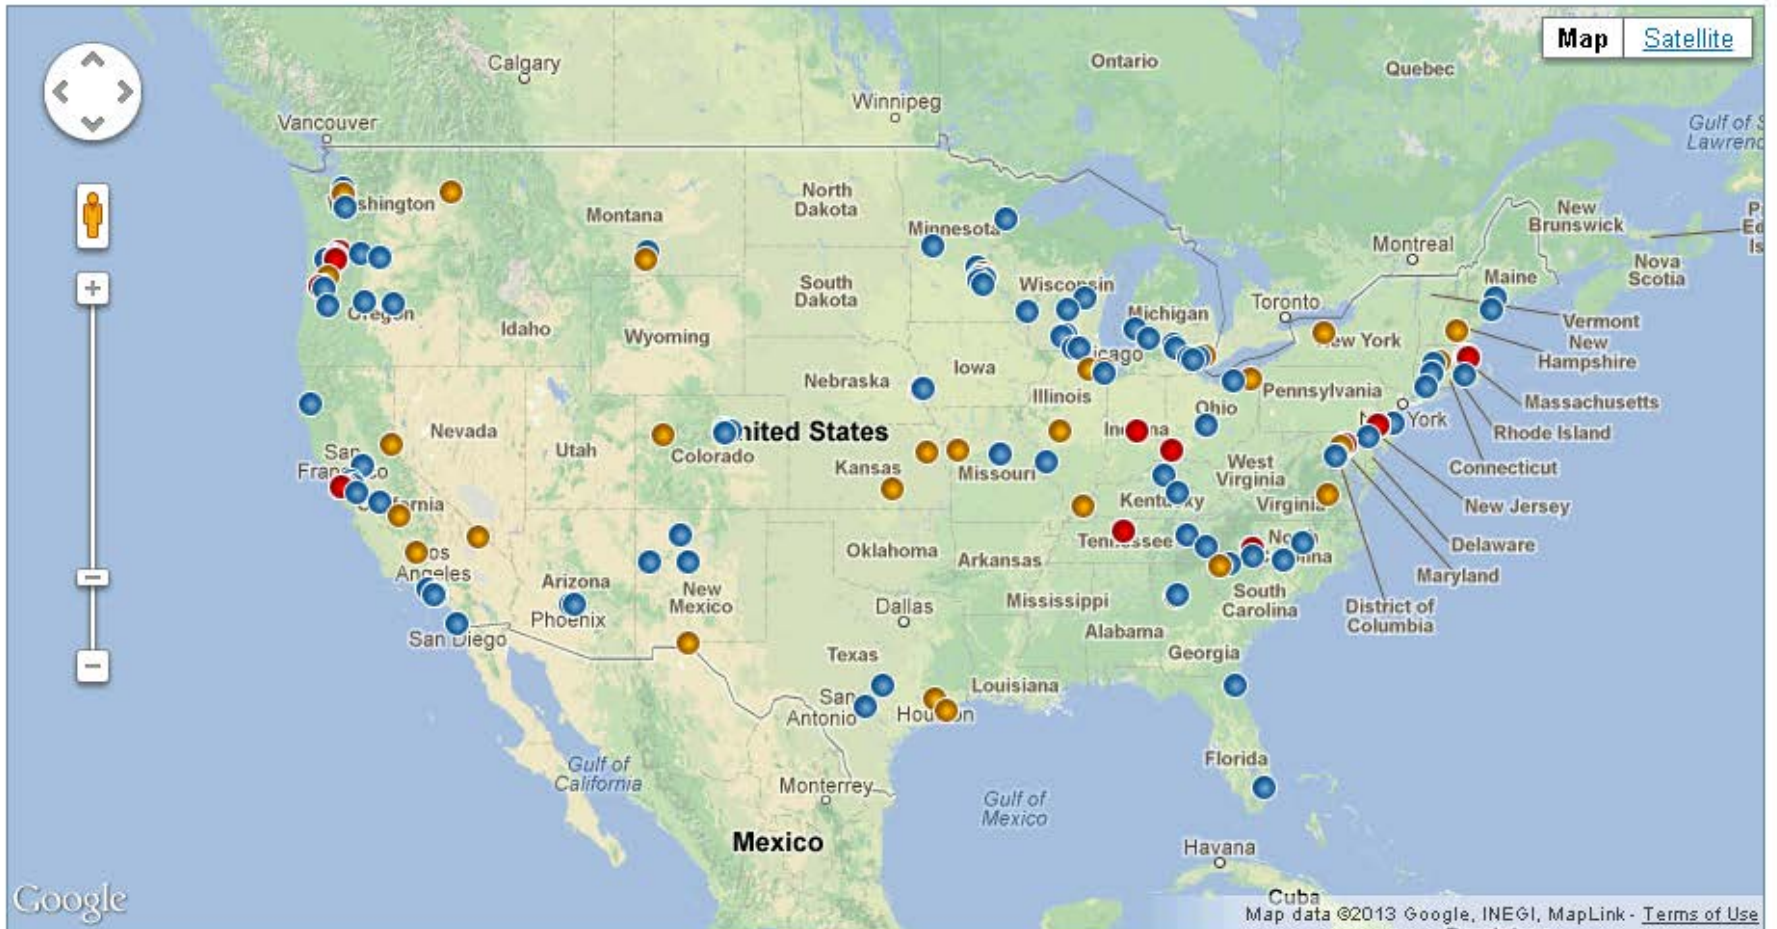 Map
Satellite
Calgary
Ontario
Quebec
Winnipeg
Vancouver
Gulf of S
Lawrenc
Washington
Montana
North
Dakota
Minnesota
New
Brunswick
Montreal
Nova
Scotia
Maine
South
Dakota
Wisconsin
Toronto
Michigan
Oregon
Idaho
Wyoming
Vermont
New York
New
Hampshire
Chicago
Iowa
Nebraska
Illinois
Pennsylvania
Massachusetts
Ohio
York
United States
Indiana
Nevada
Rhode Island
San
Francisco
Utah
Colorado
Kansas
Missouri
West
Virginia
Connecticut
California
Kentucky
Virginia
New Jersey
Tennessee
North
Carolina
Delaware
Oklahoma
Arkansas
Los
Angeles
Arizona
New
Mexico
Maryland
Phoenix
Dallas
Mississippi
South
Carolina
District of
Columbia
San Diego
Alabama
Georgia
Texas
Louisiana
San
Antonio
Houston
Florida
Gulf of
California
Monterrey
Gulf of
Mexico
Mexico
Havana
Cuba
Google
Map data ©2013 Google, INEGI, MapLink - Terms of Use